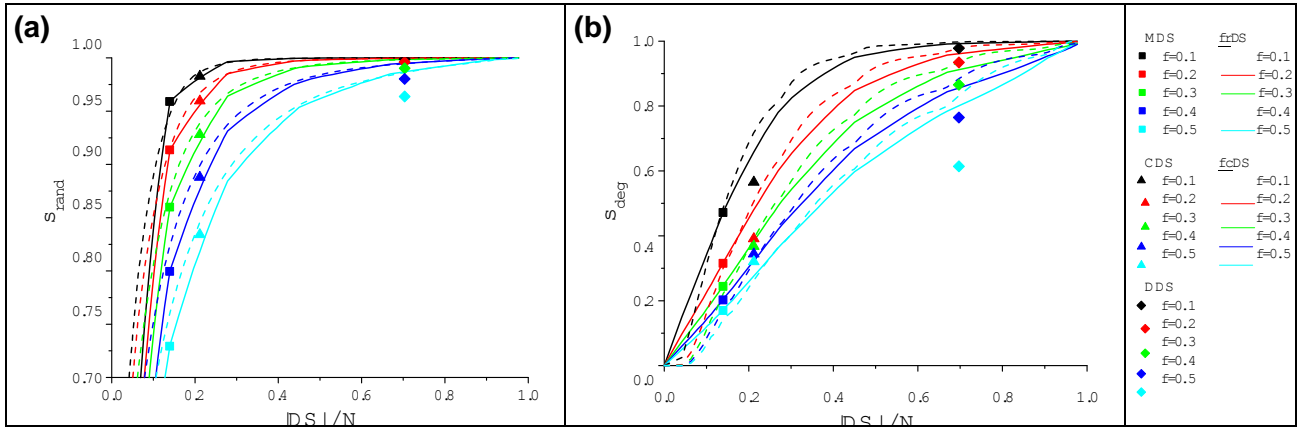 (a)
1.00
0.95
0.90
0.85
0.80
0.75
0.70
S_rand
0.0 0.2 0.4 0.6 0.8 1.0
|DS|/N
(b)
1.0
0.8
0.6
0.4
0.2
0.0
S_deg
0.0 0.2 0.4 0.6 0.8 1.0
|DS|/N
MDS frDS
f=0.1 f=0.1
f=0.2 f=0.2
f=0.3 f=0.3
f=0.4 f=0.4
f=0.5 f=0.5
CDS fcDS
f=0.1 f=0.1
f=0.2 f=0.2
f=0.3 f=0.3
f=0.4 f=0.4
f=0.5 f=0.5
DDS
f=0.1
f=0.2
f=0.3
f=0.4
f=0.5